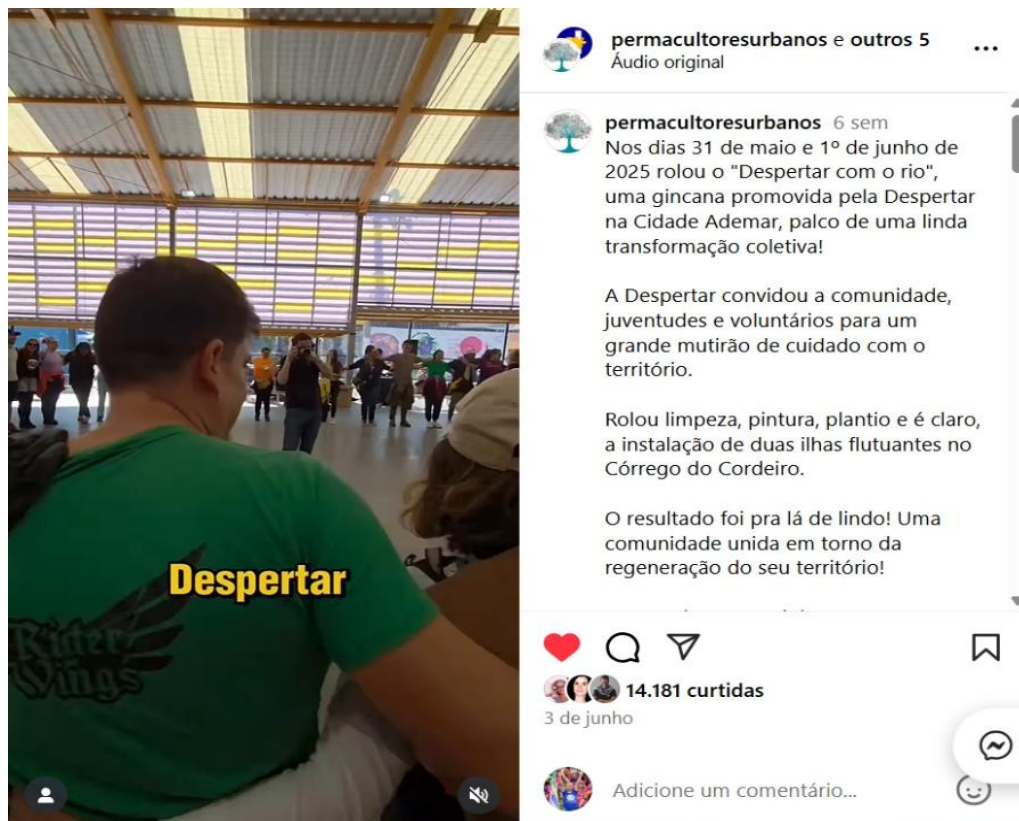 permacultoresurbanos e outros 5
Áudio original
permacultoresurbanos 6 sem
Nos dias 31 de maio e 1º de junho de
2025 rolou o "Despertar com o rio",
uma gincana promovida pela Despertar
na Cidade Ademar, palco de uma linda
transformação coletiva!
A Despertar convidou a comunidade,
juventudes e voluntários para um
grande mutirão de cuidado com o
território.
Rolou limpeza, pintura, plantio e é claro,
a instalação de duas ilhas flutuantes no
Córrego do Cordeiro.
O resultado foi pra lá de lindo! Uma
comunidade unida em torno da
regeneração do seu território!
Despertar
Rider
Wings
14.181 curtidas
3 de junho
Adicione um comentário...